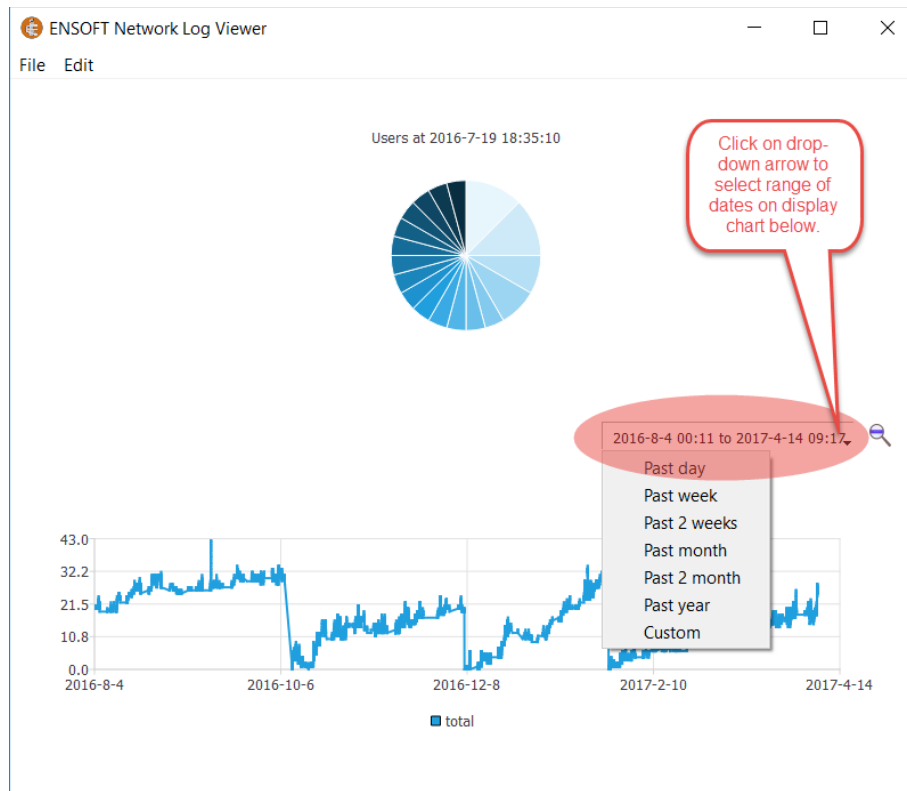 ENSOFT Network Log Viewer
File Edit
Users at 2016-7-19 18:35:10
Click on drop-
down arrow to
select range of
dates on display
chart below.
2016-8-4 00:11 to 2017-4-14 09:17
Past day
Past week
Past 2 weeks
Past month
Past 2 month
Past year
Custom
43.0
32.2
21.5
10.8
0.0
2016-8-4 2016-10-6 2016-12-8 2017-2-10 2017-4-14
total